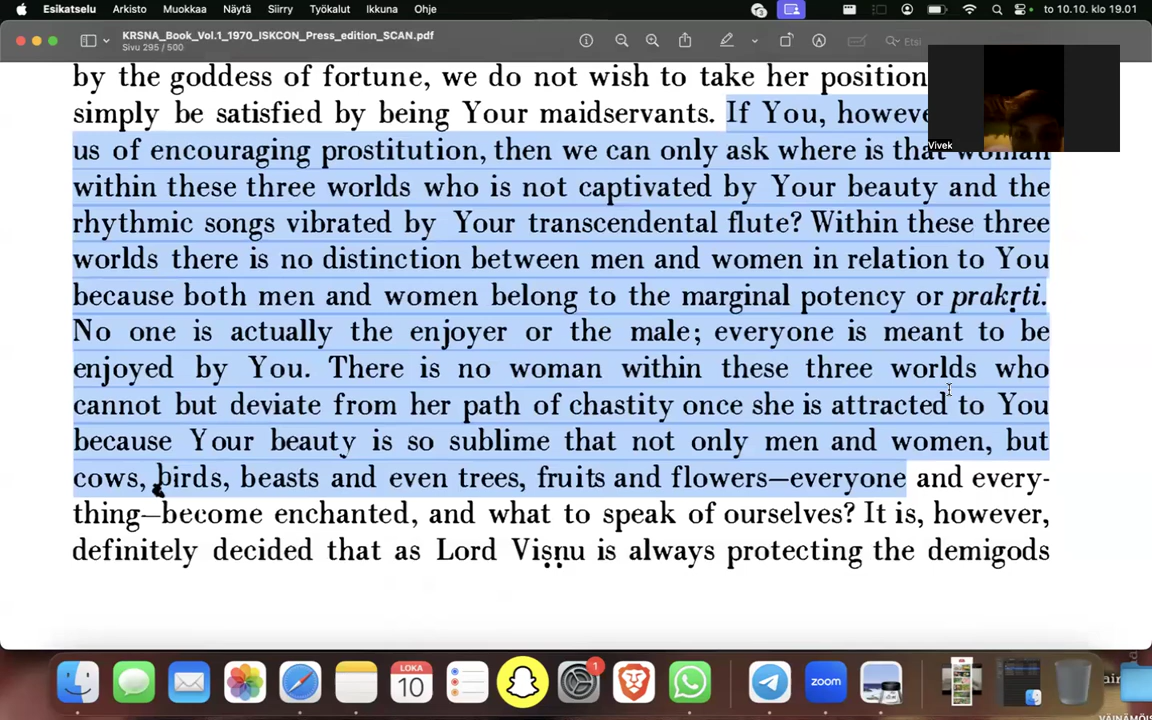 Esikatselu Arkisto Muokkaa Näytä Siirry Työkalut Ikkuna Ohje
3
to 10.10. klo 19.01
KRSNA_Book_Vol.1_1970_ISKCON_Press_edition_SCAN.pdf
Sivu 295 / 500
Etsi
Vivek
by the goddess of fortune, we do not wish to take her position
simply be satisfied by being Your maidservants. If You,
us of encouraging prostitution, then we can only ask where is that woman
within these three worlds who is not captivated by Your beauty and the
rhythmic songs vibrated by Your transcendental flute? Within these three
worlds there is no distinction between men and women in relation to You
because both men and women belong to the marginal potency or prakṛti.
No one is actually the enjoyer or the male; everyone is meant to be
enjoyed by You. There is no woman within these three worlds who
cannot but deviate from her path of chastity once she is attracted to You
because Your beauty is so sublime that not only men and women, but
cows, birds, beasts and even trees, fruits and flowers—everyone and every-
thing—become enchanted, and what to speak of ourselves? It is, however,
definitely decided that as Lord Viṣṇu is always protecting the demigods
LOKA
10
1
zoom